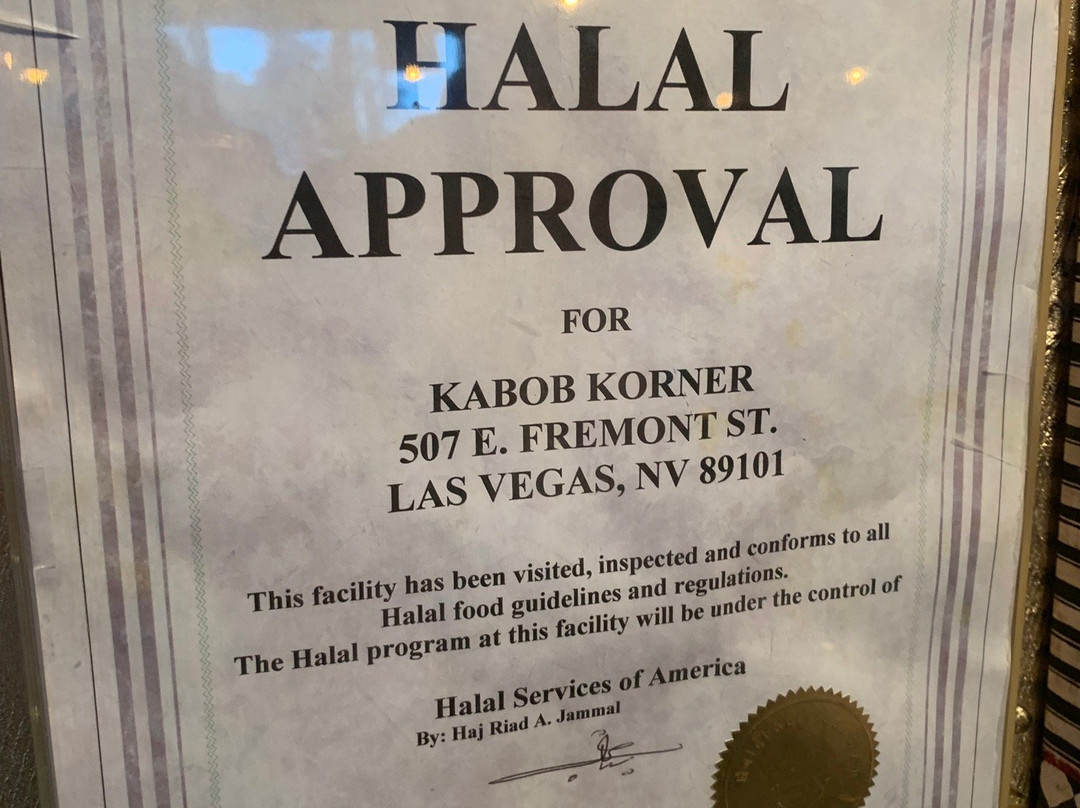 HALAL
APPROVAL
FOR
KABOB KORNER
507 E. FREMONT ST.
LAS VEGAS, NV 89101
This facility has been visited, inspected and conforms to all
Halal food guidelines and regulations.
The Halal program at this facility will be under the control of
Halal Services of America
By: Haj Riad A. Jammal